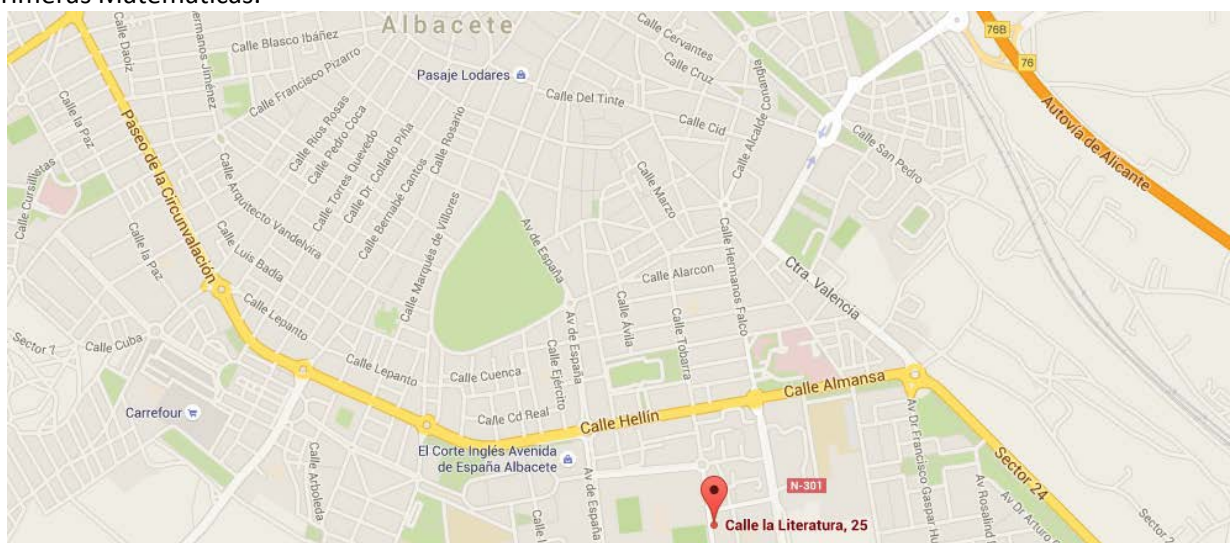 Albacete
76B
76
Calle Daoiz
Hermanos Jiménez
Calle Blasco Ibáñez
Calle Francisco Pizarro
Pasaje Lodares
Calle Cervantes
Calle Cruz
Calle Del Tinte
Calle Cid
Calle Alcalde Conangla
Calle San Pedro
Autovía de Alicante
Calle la Paz
Paseo de la Circunvalación
Calle Rios Rosas
Calle Pedro Coca
Calle Torres Quevedo
Calle Dr. Collado Piña
Calle Rosario
Calle Cursillistas
Calle Arquitecto Vandelvira
Calle Bernabé Cantos
Calle Marqués de Villores
Av de España
Calle Marzo
Calle la Paz
Calle Luis Badía
Calle Alarcon
Calle Hermanos Falco
Ctra. Valencia
Calle Lepanto
Av de España
Calle Ávila
Calle Tobarra
Sector 7
Calle Cuba
Calle Lepanto
Calle Cuenca
Calle Ejército
Calle Almansa
Carrefour
Calle Cd Real
Calle Hellín
El Corte Inglés Avenida
de España Albacete
Calle Arboleda
Av de España
N-301
Av Dr Francisco Gaspar
Sector 24
Av Rosalind
Av Dr Arturo
Calle la Literatura, 25